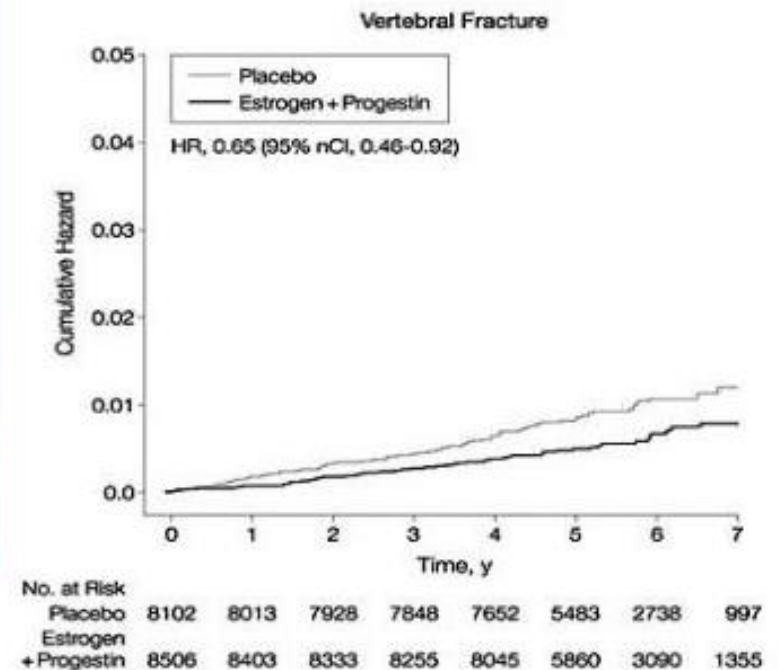 Vertebral Fracture
0.05
Placebo
Estrogen + Progestin
0.04
HR, 0.65 (95% nCI, 0.46-0.92)
0.03
Cumulative Hazard
0.02
0.01
0.0
0 1 2 3 4 5 6 7
Time, y
No. at Risk
Placebo 8102 8013 7928 7848 7652 5483 2738 997
Estrogen
+ Progestin 8506 8403 8333 8255 8045 5860 3090 1355